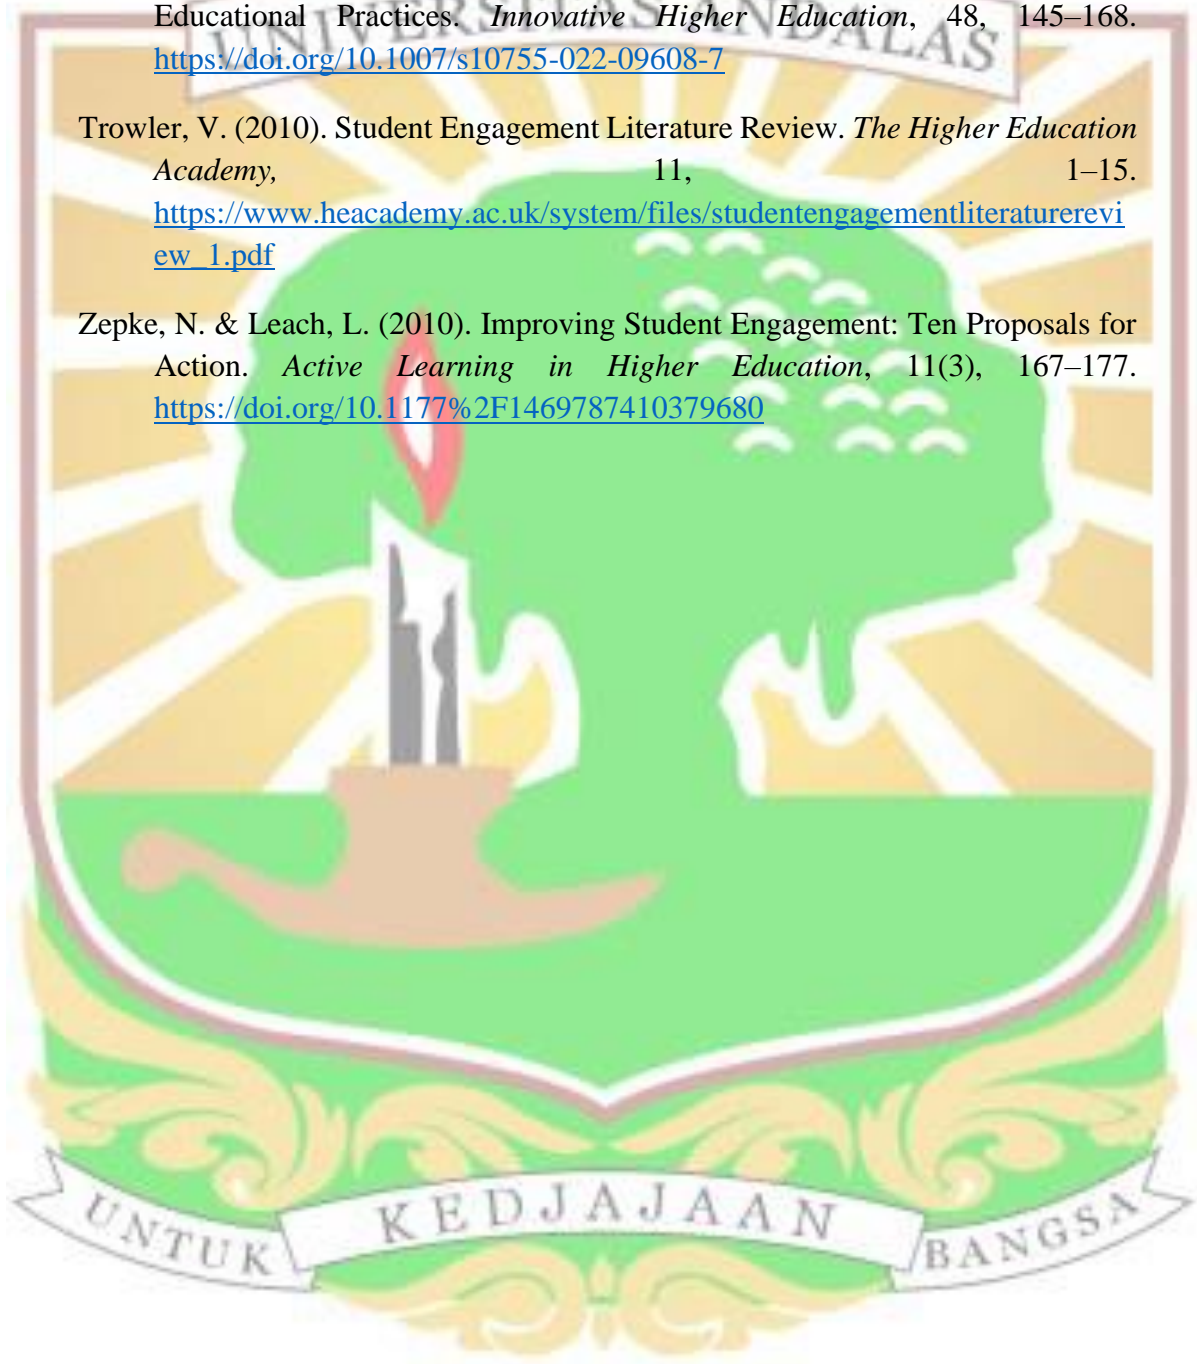 Educational Practices. Innovative Higher Education, 48, 145–168.
UNIVERSITAS ANDALAS
https://doi.org/10.1007/s10755-022-09608-7
Trowler, V. (2010). Student Engagement Literature Review. The Higher Education
Academy, 11, 1–15.
https://www.heacademy.ac.uk/system/files/studentengagementliteraturerevi
ew_1.pdf
Zepke, N. & Leach, L. (2010). Improving Student Engagement: Ten Proposals for
Action. Active Learning in Higher Education, 11(3), 167–177.
https://doi.org/10.1177%2F1469787410379680
UNTUK KEDJAJAAN BANGSA